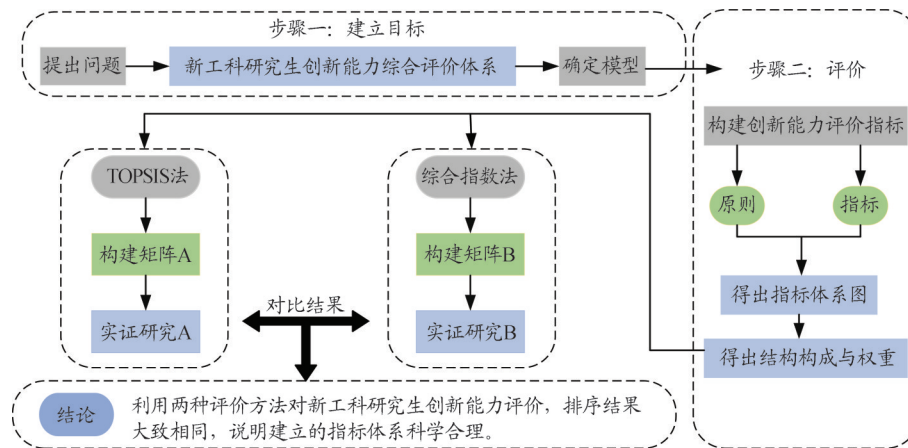 步骤一：建立目标
提出问题
新工科研究生创新能力综合评价体系
确定模型
步骤二：评价
构建创新能力评价指标
原则
指标
得出指标体系图
得出结构构成与权重
TOPSIS法
构建矩阵A
实证研究A
综合指数法
构建矩阵B
实证研究B
对比结果
结论
利用两种评价方法对新工科研究生创新能力评价，排序结果
大致相同，说明建立的指标体系科学合理。